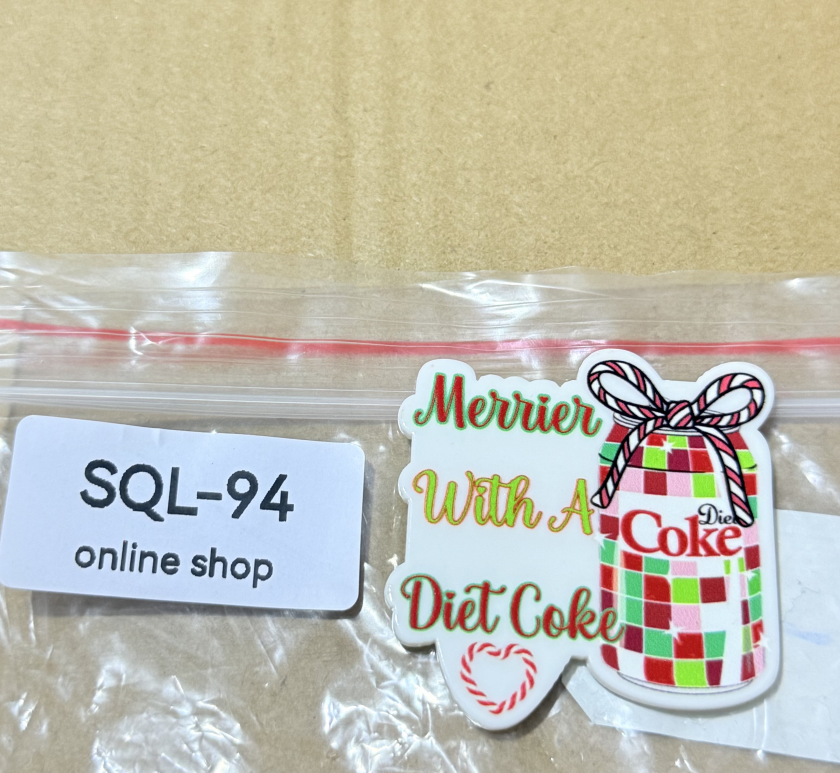 SQL-94
online shop
Merrier
With A
Diet Coke
Diet
Coke